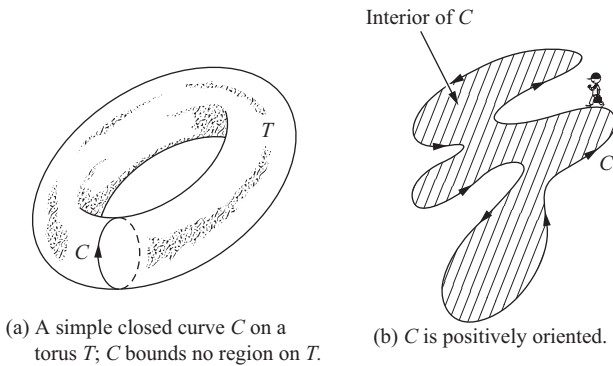 Interior of C
T
C
C
(a) A simple closed curve C on a
torus T; C bounds no region on T.
(b) C is positively oriented.